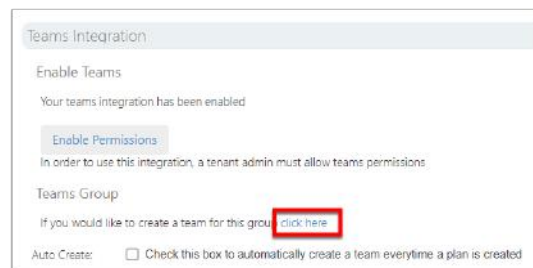 Teams Integration
Enable Teams
Your teams integration has been enabled
Enable Permissions
In order to use this integration, a tenant admin must allow teams permissions
Teams Group
If you would like to create a team for this group click here
Auto Create: Check this box to automatically create a team everytime a plan is created